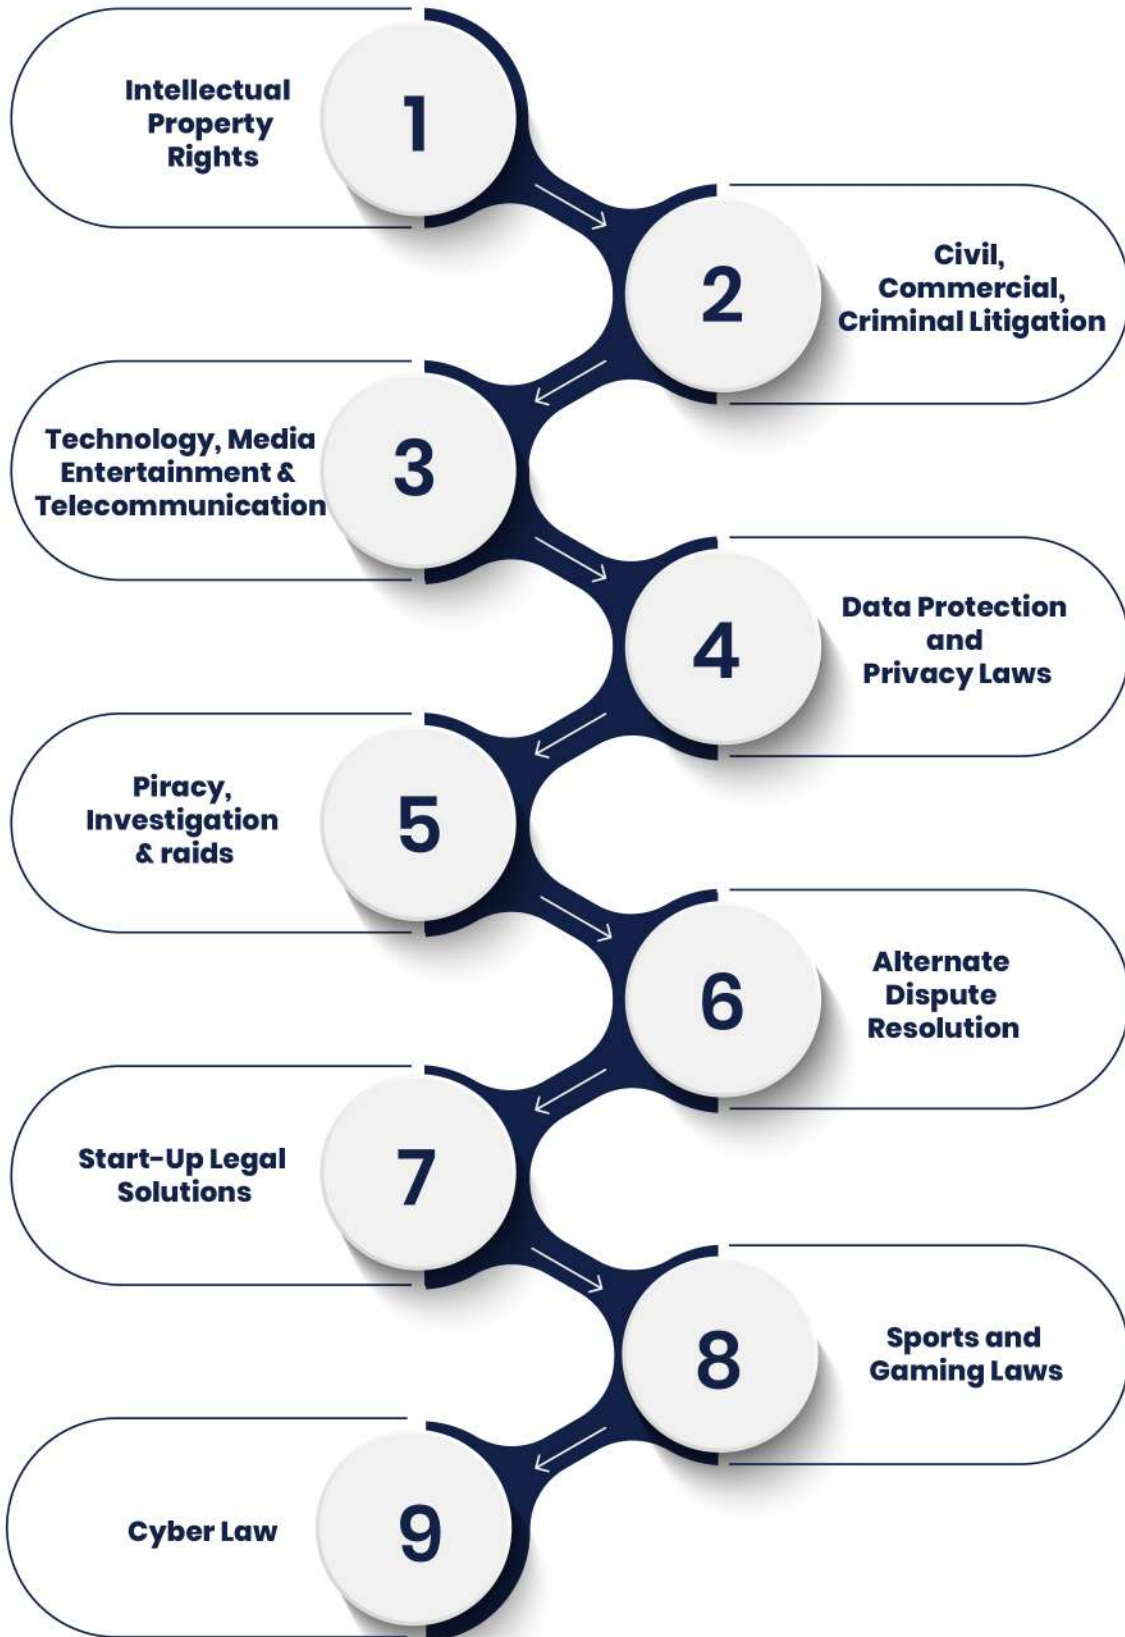 Intellectual
Property
Rights
1
2
Civil,
Commercial,
Criminal Litigation
Technology, Media
Entertainment &
Telecommunication
3
4
Data Protection
and
Privacy Laws
Piracy,
Investigation
& raids
5
6
Alternate
Dispute
Resolution
Start-Up Legal
Solutions
7
8
Sports and
Gaming Laws
Cyber Law
9